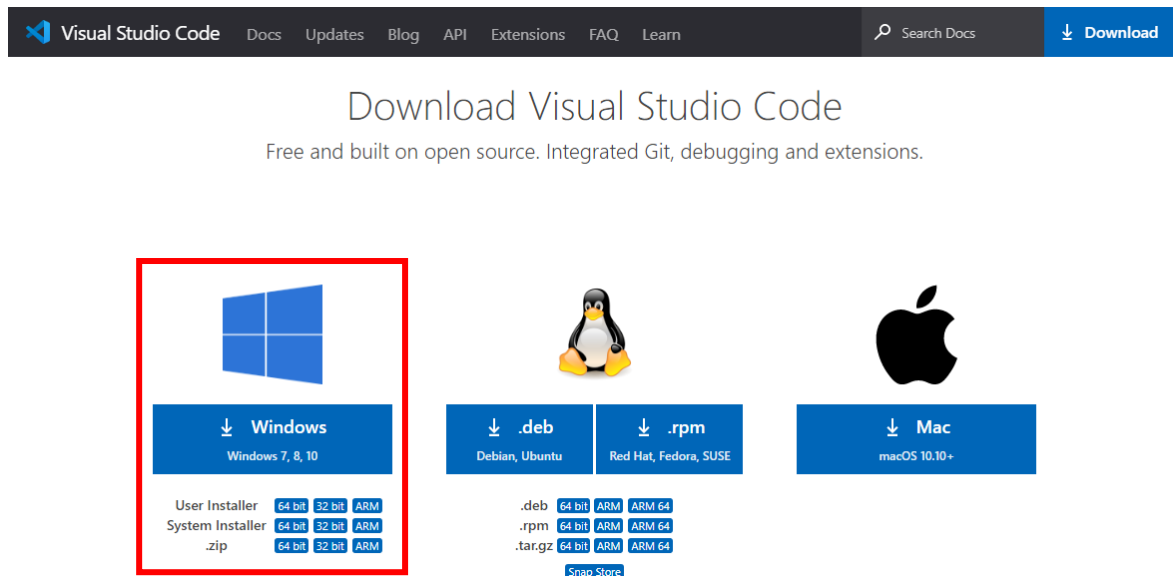 Visual Studio Code Docs Updates Blog API Extensions FAQ Learn Search Docs Download
Download Visual Studio Code
Free and built on open source. Integrated Git, debugging and extensions.
Windows
Windows 7, 8, 10
User Installer 64 bit 32 bit ARM
System Installer 64 bit 32 bit ARM
.zip 64 bit 32 bit ARM
.deb
Debian, Ubuntu
.rpm
Red Hat, Fedora, SUSE
.deb 64 bit ARM ARM 64
.rpm 64 bit ARM ARM 64
.tar.gz 64 bit ARM ARM 64
Snap Store
Mac
macOS 10.10+